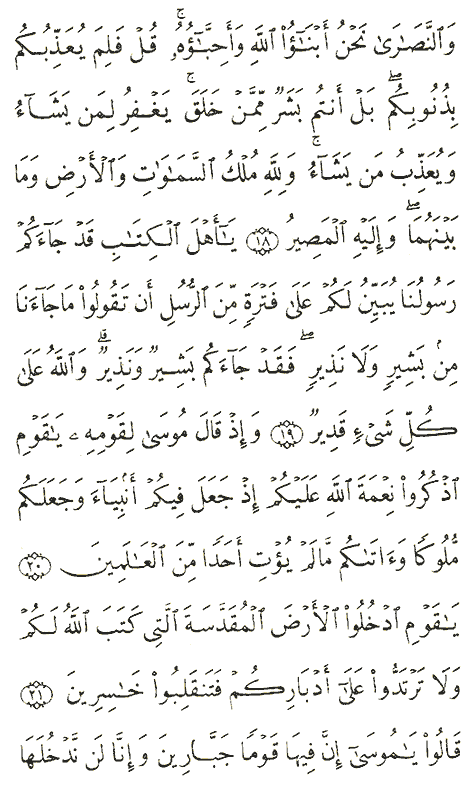 وَٱلنَّصَٰرَىٰ نَحۡنُ أَبۡنَٰٓؤُاْ ٱللَّهِ وَأَحِبَّٰٓؤُهُۥۚ قُلۡ فَلِمَ يُعَذِّبُكُم
بِذُنُوبِكُمۖ بَلۡ أَنتُم بَشَرٞ مِّمَّنۡ خَلَقَۚ يَغۡفِرُ لِمَن يَشَآءُ
وَيُعَذِّبُ مَن يَشَآءُۚ وَلِلَّهِ مُلۡكُ ٱلسَّمَٰوَٰتِ وَٱلۡأَرۡضِ وَمَا
بَيۡنَهُمَاۖ وَإِلَيۡهِ ٱلۡمَصِيرُ ١٨ يَٰٓأَهۡلَ ٱلۡكِتَٰبِ قَدۡ جَآءَكُمۡ
رَسُولُنَا يُبَيِّنُ لَكُمۡ عَلَىٰ فَتۡرَةٖ مِّنَ ٱلرُّسُلِ أَن تَقُولُواْ مَا جَآءَنَا
مِنۢ بَشِيرٖ وَلَا نَذِيرٖۖ فَقَدۡ جَآءَكُم بَشِيرٞ وَنَذِيرٞۗ وَٱللَّهُ عَلَىٰ
كُلِّ شَيۡءٖ قَدِيرٞ ١٩ وَإِذۡ قَالَ مُوسَىٰ لِقَوۡمِهِۦ يَٰقَوۡمِ
ٱذۡكُرُواْ نِعۡمَةَ ٱللَّهِ عَلَيۡكُمۡ إِذۡ جَعَلَ فِيكُمۡ أَنۢبِيَآءَ وَجَعَلَكُم
مُّلُوكٗا وَءَاتَىٰكُم مَّا لَمۡ يُؤۡتِ أَحَدٗا مِّنَ ٱلۡعَٰلَمِينَ ٢٠
يَٰقَوۡمِ ٱدۡخُلُواْ ٱلۡأَرۡضَ ٱلۡمُقَدَّسَةَ ٱلَّتِي كَتَبَ ٱللَّهُ لَكُمۡ
وَلَا تَرۡتَدُّواْ عَلَىٰٓ أَدۡبَارِكُمۡ فَتَنقَلِبُواْ خَٰسِرِينَ ٢١
قَالُواْ يَٰمُوسَىٰٓ إِنَّ فِيهَا قَوۡمٗا جَبَّارِينَ وَإِنَّا لَن نَّدۡخُلَهَا